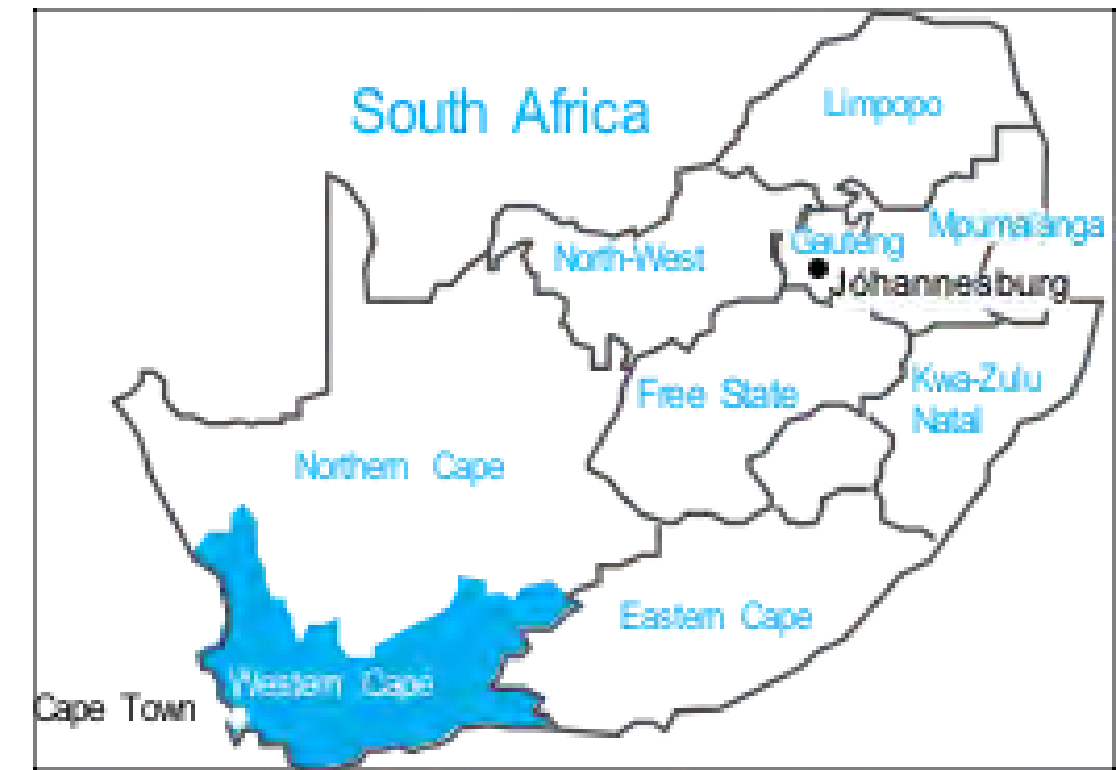 South Africa
Limpopo
Mpumalanga
Gauteng
North-West
Johannesburg
Free State
Kwa-Zulu
Natal
Northern Cape
Eastern Cape
Western Cape
Cape Town